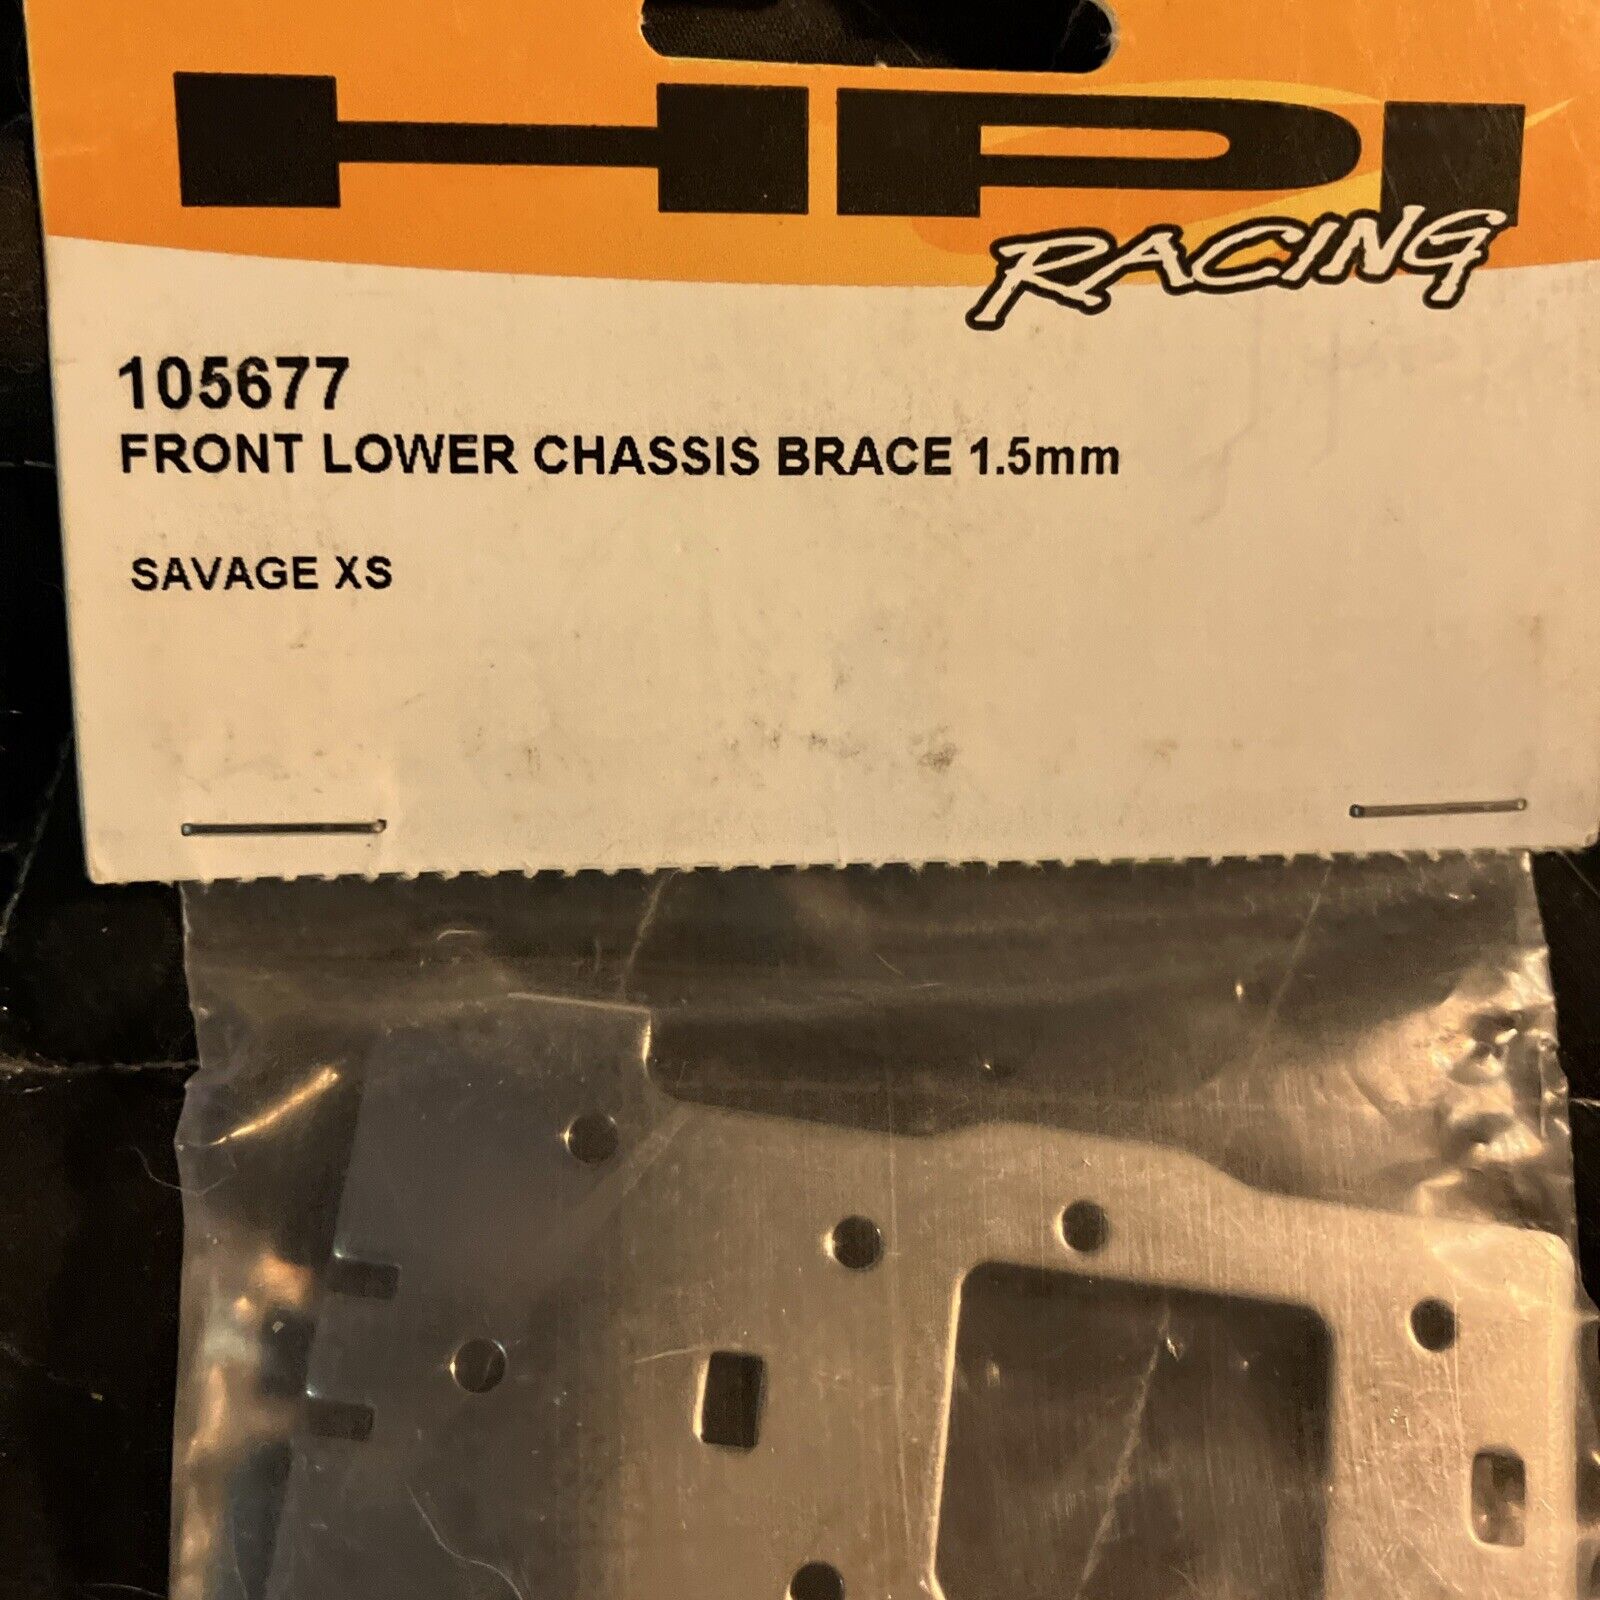 HPI
RACING
105677
FRONT LOWER CHASSIS BRACE 1.5mm
SAVAGE XS